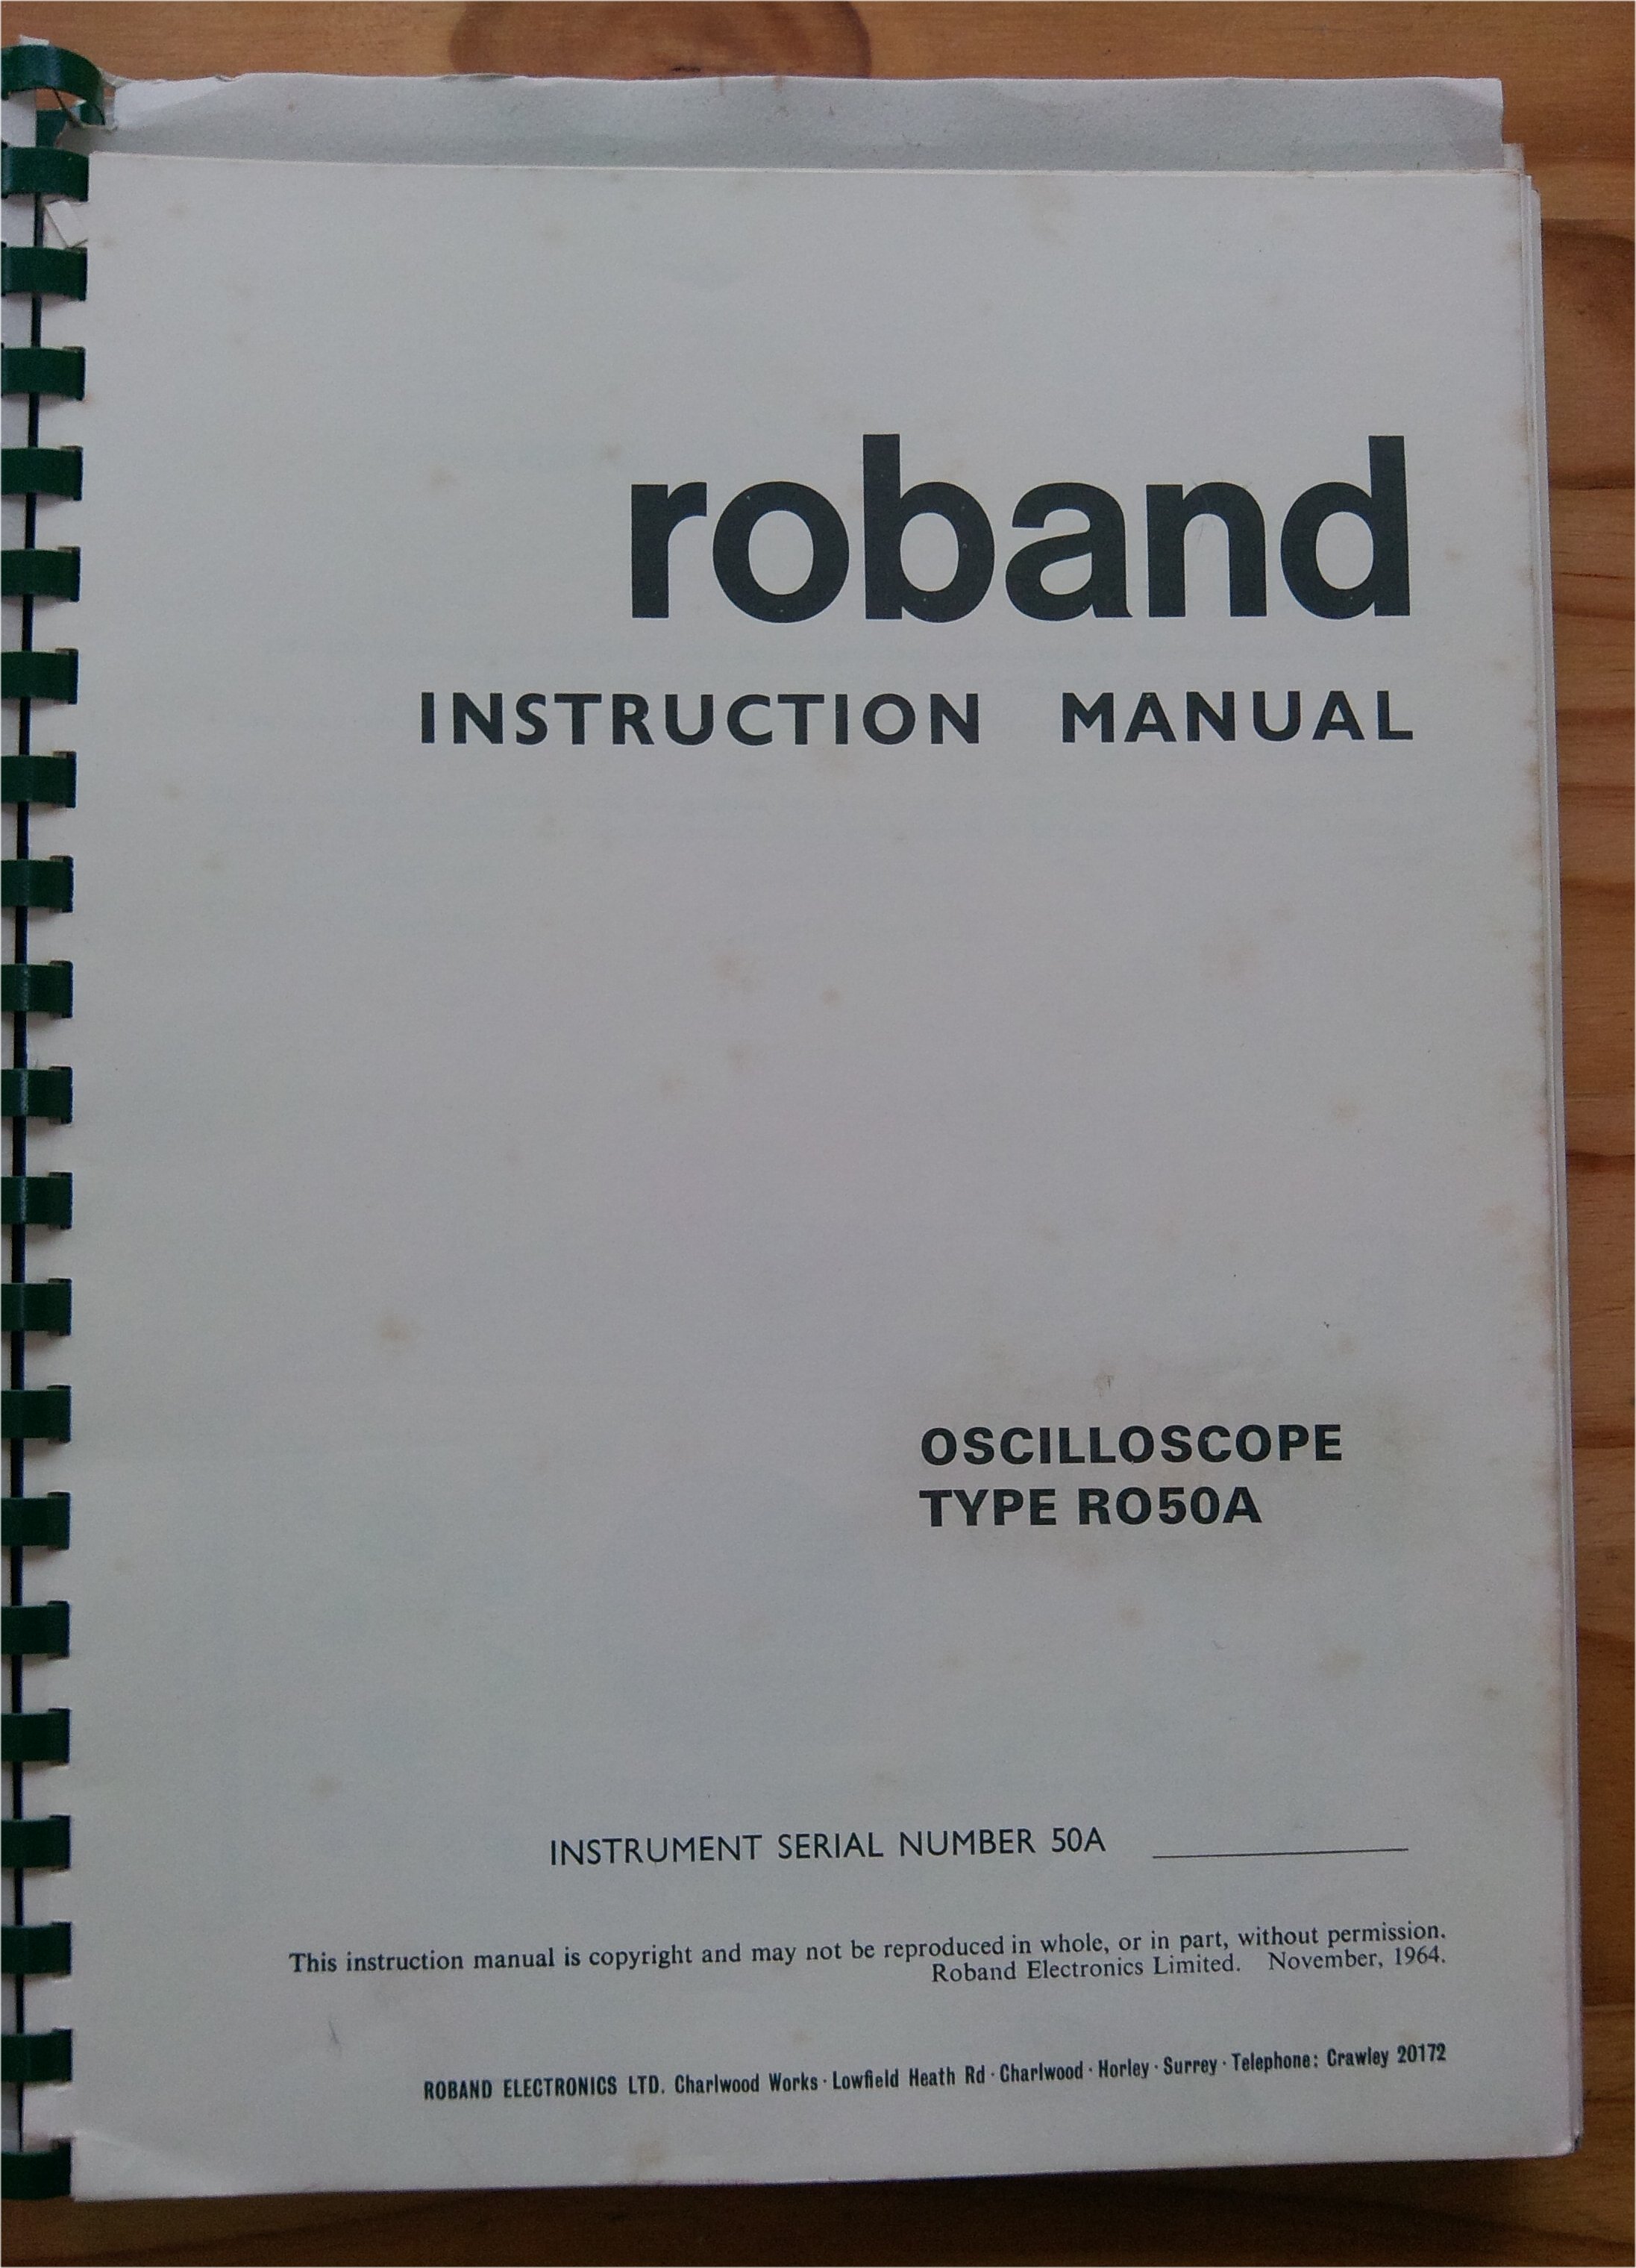 roband
INSTRUCTION MANUAL
OSCILLOSCOPE
TYPE RO50A
INSTRUMENT SERIAL NUMBER 50A
This instruction manual is copyright and may not be reproduced in whole, or in part, without permission.
Roband Electronics Limited. November, 1964.
ROBAND ELECTRONICS LTD. Charlwood Works · Lowfield Heath Rd · Charlwood · Horley · Surrey · Telephone: Crawley 20172